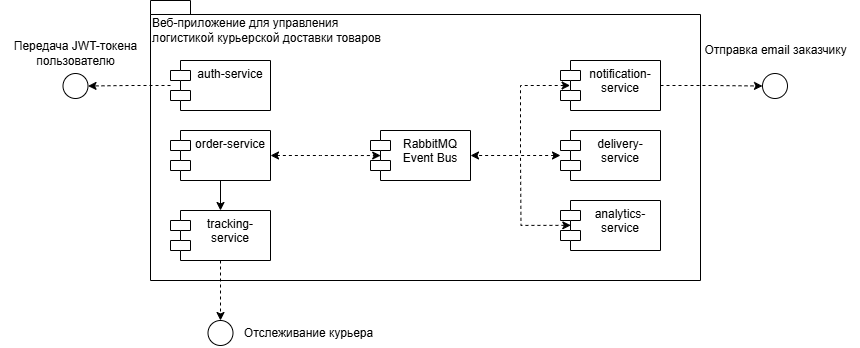 Веб-приложение для управления
логистикой курьерской доставки товаров
Передача JWT-токена
пользователю
auth-service
notification-
service
Отправка email заказчику
order-service
RabbitMQ
Event Bus
delivery-
service
tracking-
service
analytics-
service
Отслеживание курьера